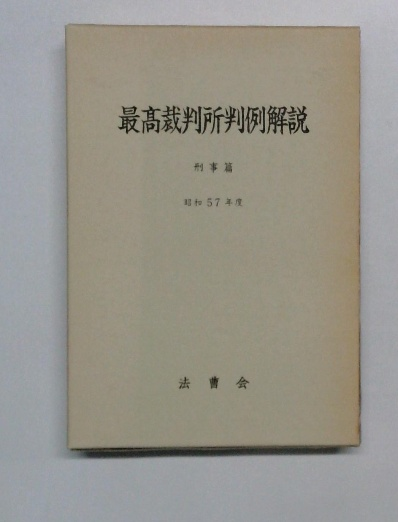 最高裁判所判例解説
刑事篇
昭和57年度
法曹会